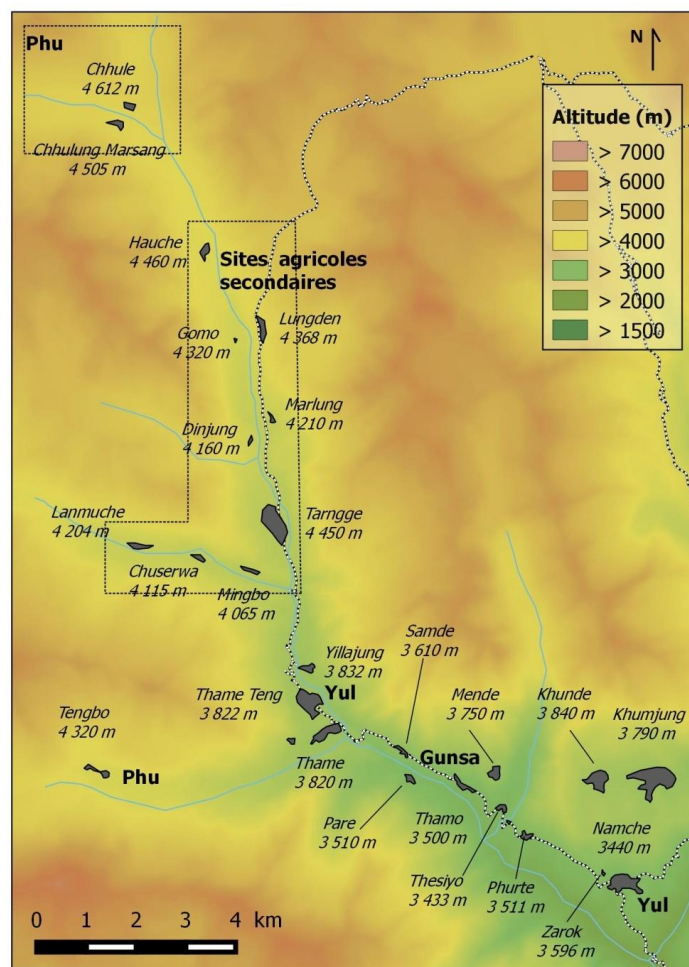 Phu
Chhule
4 612 m
Chhulung Marsang
4 505 m
N
Altitude (m)
> 7000
> 6000
> 5000
> 4000
> 3000
> 2000
> 1500
Hauche
4 460 m
Sites agricoles
secondaires
Gomo
4 320 m
Lungden
4 368 m
Marlung
4 210 m
Dinjung
4 160 m
Lanmuche
4 204 m
Tarngge
4 450 m
Chuserwa
4 115 m
Mingbo
4 065 m
Samde
3 610 m
Yillajung
3 832 m
Yul
Thame Teng
3 822 m
Mende
3 750 m
Khunde
3 840 m
Khumjung
3 790 m
Tengbo
4 320 m
Phu
Thame
3 820 m
Gunsa
Pare
3 510 m
Thamo
3 500 m
Namche
3440 m
Thesiyo
3 433 m
Phurte
3 511 m
Yul
Zarok
3 596 m
0 1 2 3 4 km